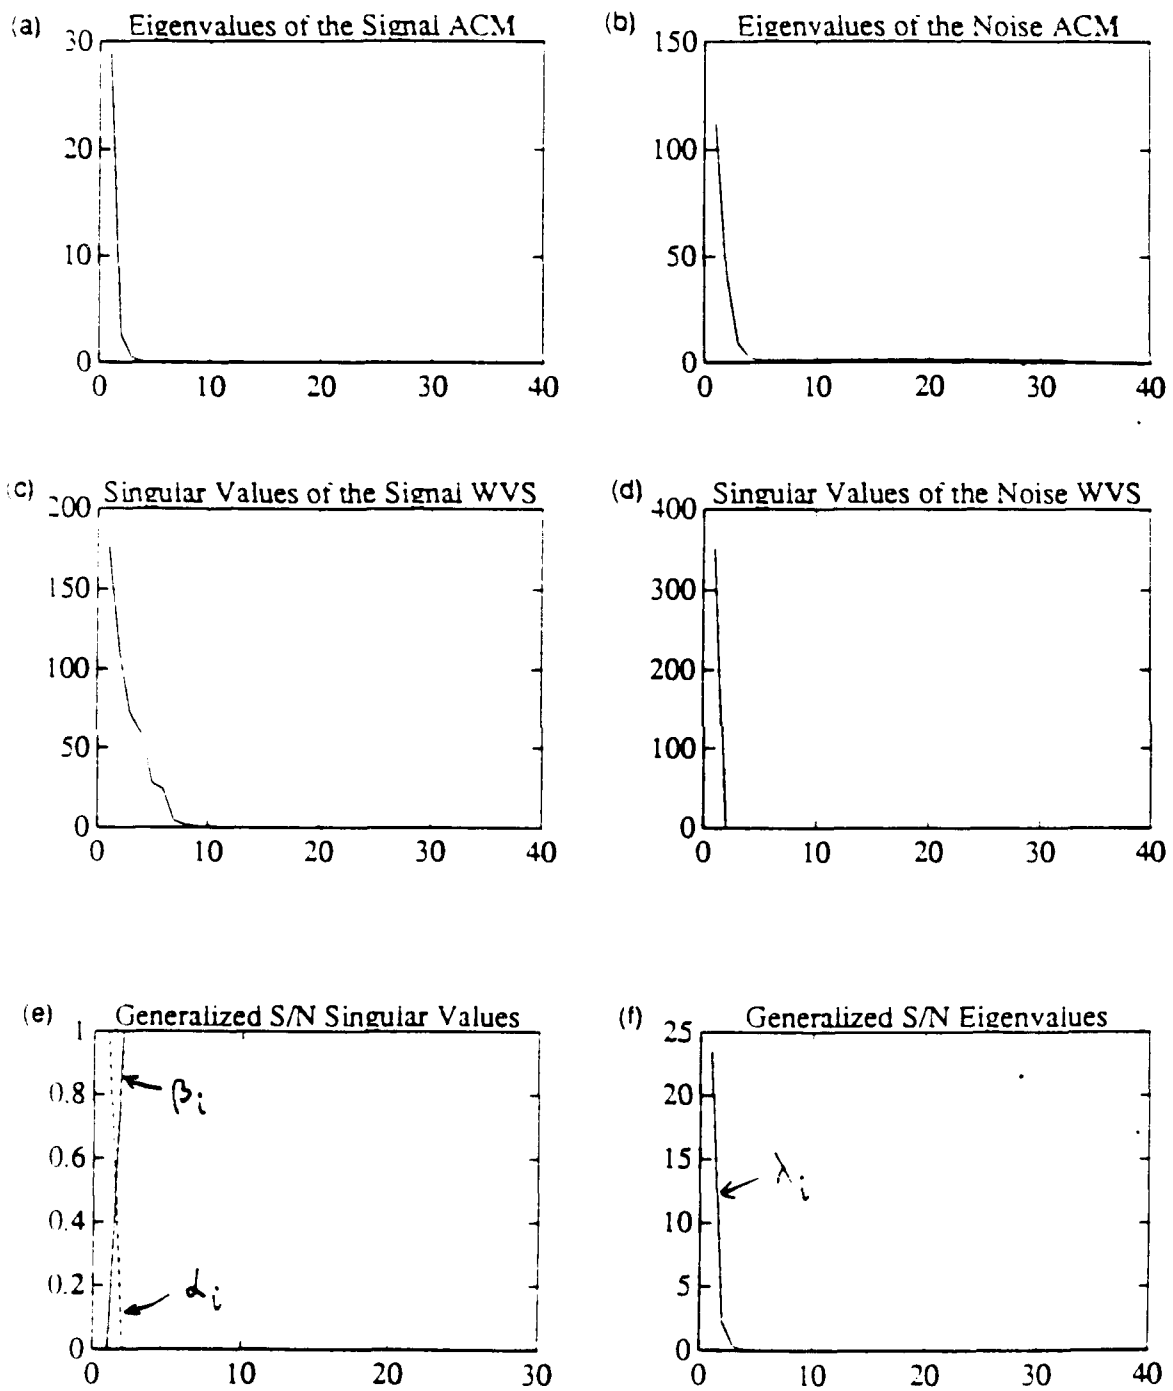 (a) Eigenvalues of the Signal ACM
30
20
10
0
0 10 20 30 40
(b) Eigenvalues of the Noise ACM
150
100
50
0
0 10 20 30 40
(c) Singular Values of the Signal WVS
200
150
100
50
0
0 10 20 30 40
(d) Singular Values of the Noise WVS
400
300
200
100
0
0 10 20 30 40
(e) Generalized S/N Singular Values
1
0.8
0.6
0.4
0.2
0
0 10 20 30
βi
αi
(f) Generalized S/N Eigenvalues
25
20
15
10
5
0
0 10 20 30 40
λi